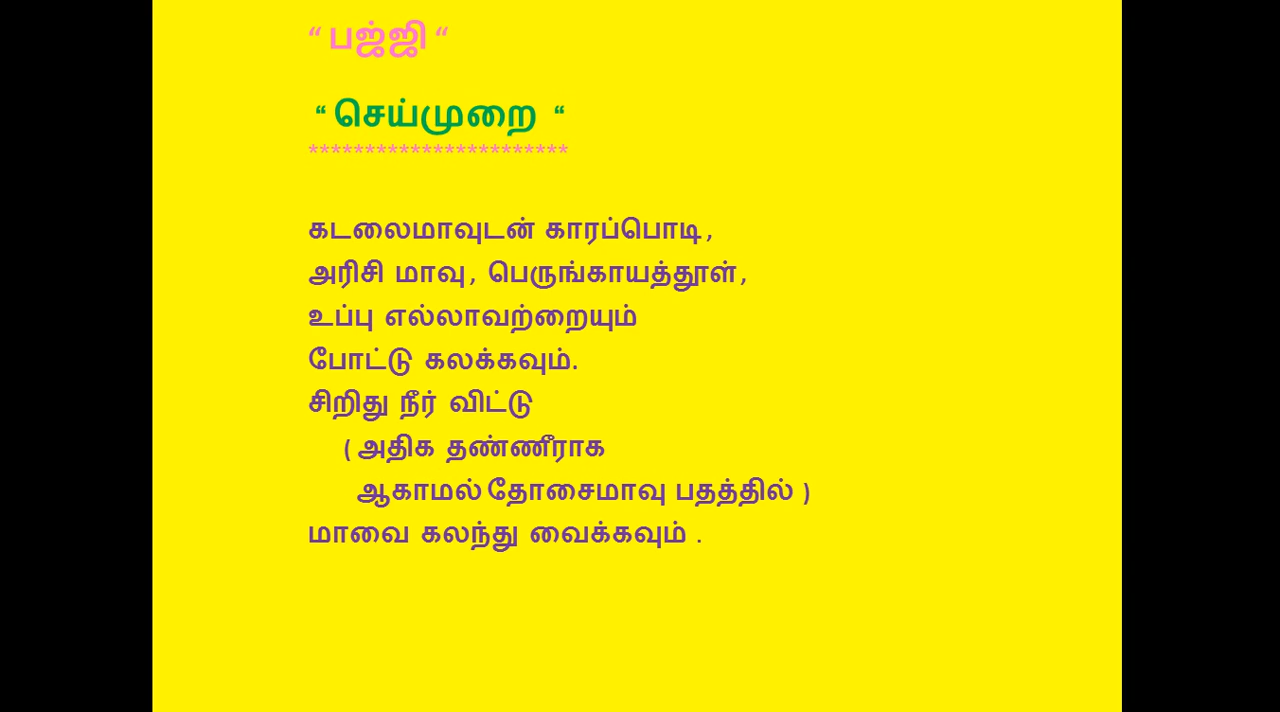 “ பஜ்ஜி “
“ செய்முறை “
***********************
கடலைமாவுடன் காரப்பொடி ,
அரிசி மாவு , பெருங்காயத்தூள் ,
உப்பு எல்லாவற்றையும்
போட்டு கலக்கவும்.
சிறிது நீர் விட்டு
( அதிக தண்ணீராக
ஆகாமல் தோசைமாவு பதத்தில் )
மாவை கலந்து வைக்கவும் .